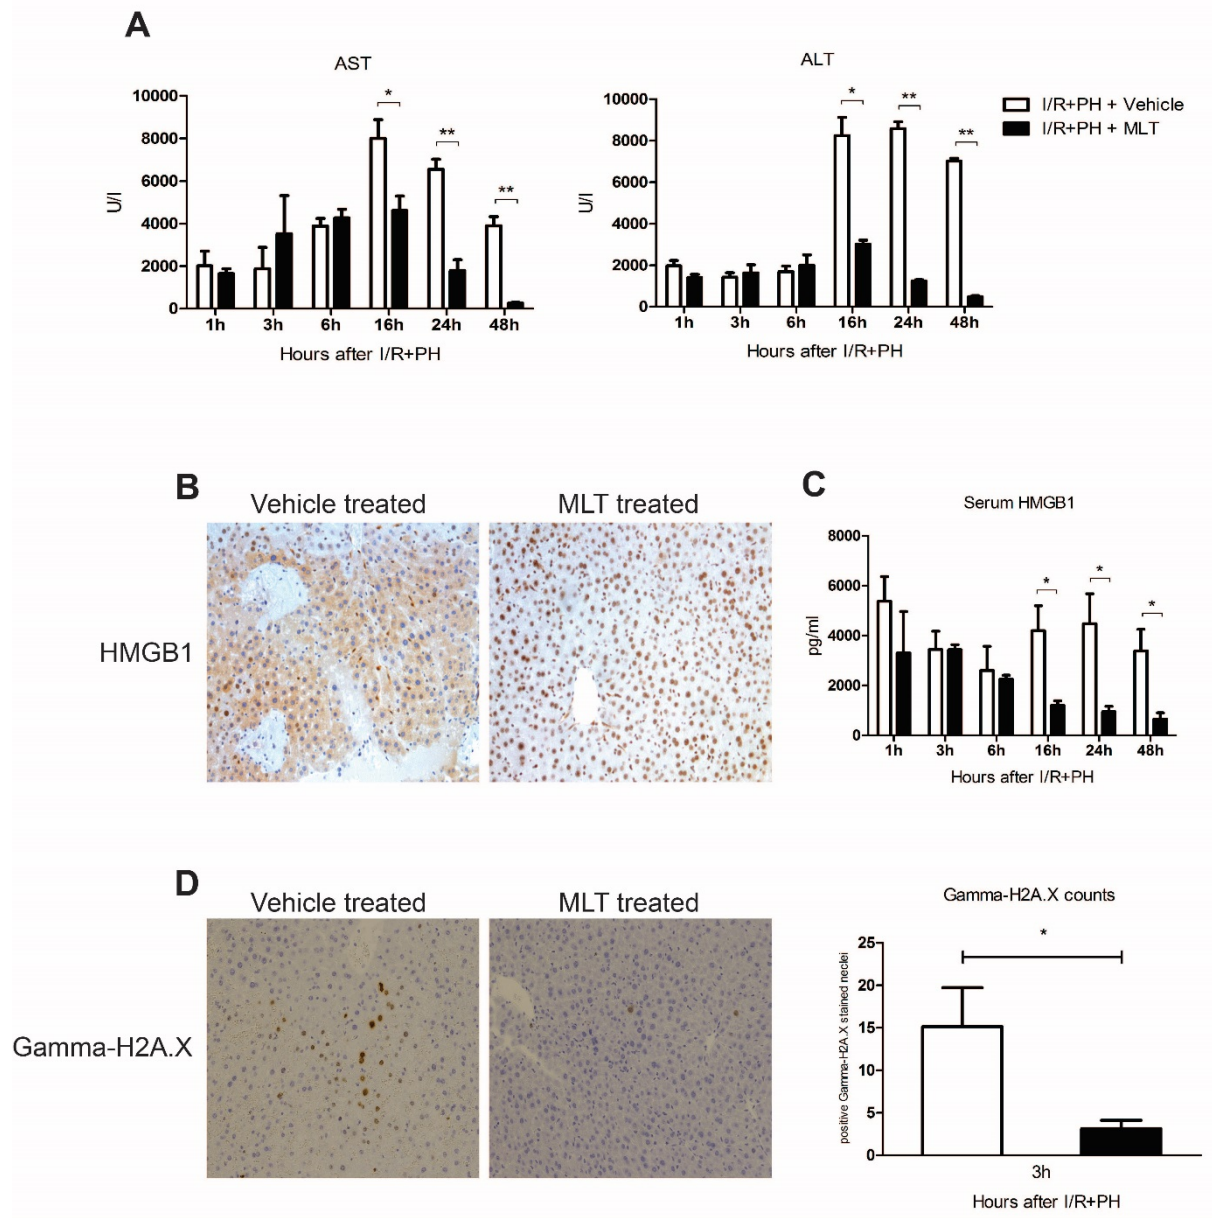 A
AST
ALT
I/R+PH + Vehicle
I/R+PH + MLT
*
**
**
*
**
**
10000
8000
6000
4000
2000
0
U/l
1h 3h 6h 16h 24h 48h
Hours after I/R+PH
10000
8000
6000
4000
2000
0
U/l
1h 3h 6h 16h 24h 48h
Hours after I/R+PH
B
Vehicle treated
MLT treated
HMGB1
C
Serum HMGB1
*
*
*
8000
6000
4000
2000
0
pg/ml
1h 3h 6h 16h 24h 48h
Hours after I/R+PH
D
Vehicle treated
MLT treated
Gamma-H2A.X
Gamma-H2A.X counts
*
25
20
15
10
5
0
positive Gamma-H2A.X stained neclei
3h
Hours after I/R+PH